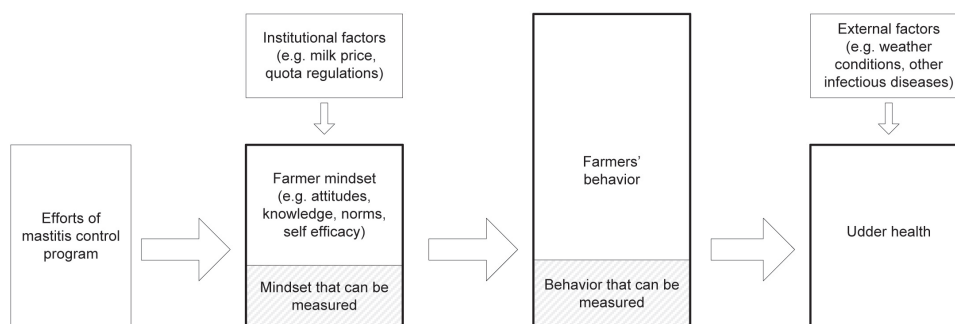 Institutional factors
(e.g. milk price,
quota regulations)
External factors
(e.g. weather
conditions, other
infectious diseases)
Efforts of
mastitis control
program
Farmer mindset
(e.g. attitudes,
knowledge, norms,
self efficacy)
Mindset that can be
measured
Farmers'
behavior
Behavior that can be
measured
Udder health